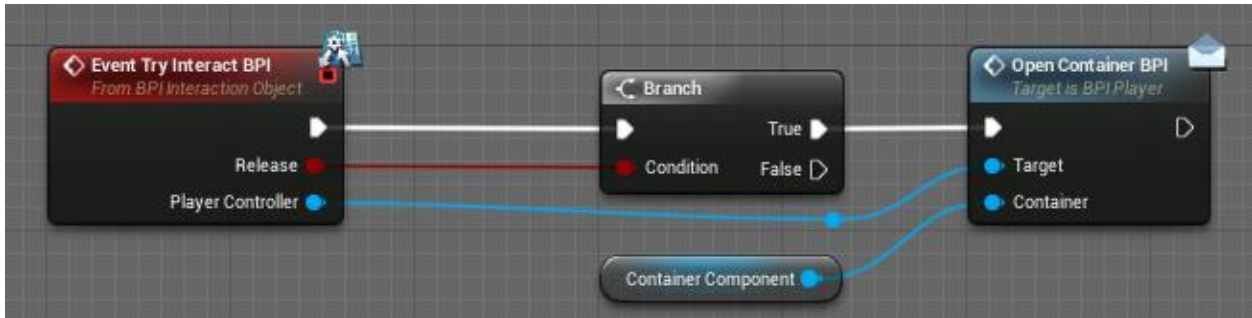 Event Try Interact BPI
From BPI Interaction Object
Release
Player Controller
Branch
True
Condition
False
Container Component
Open Container BPI
Target is BPI Player
Target
Container